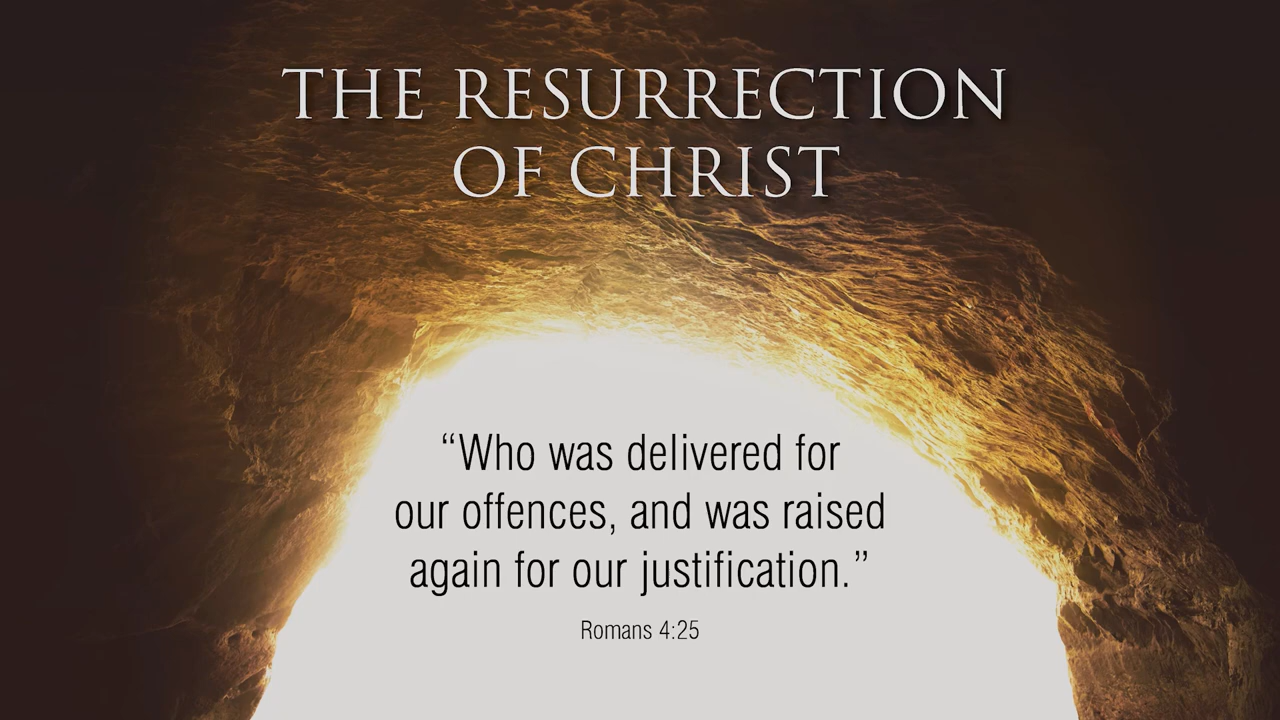 THE RESURRECTION
OF CHRIST
“Who was delivered for
our offences, and was raised
again for our justification.”
Romans 4:25